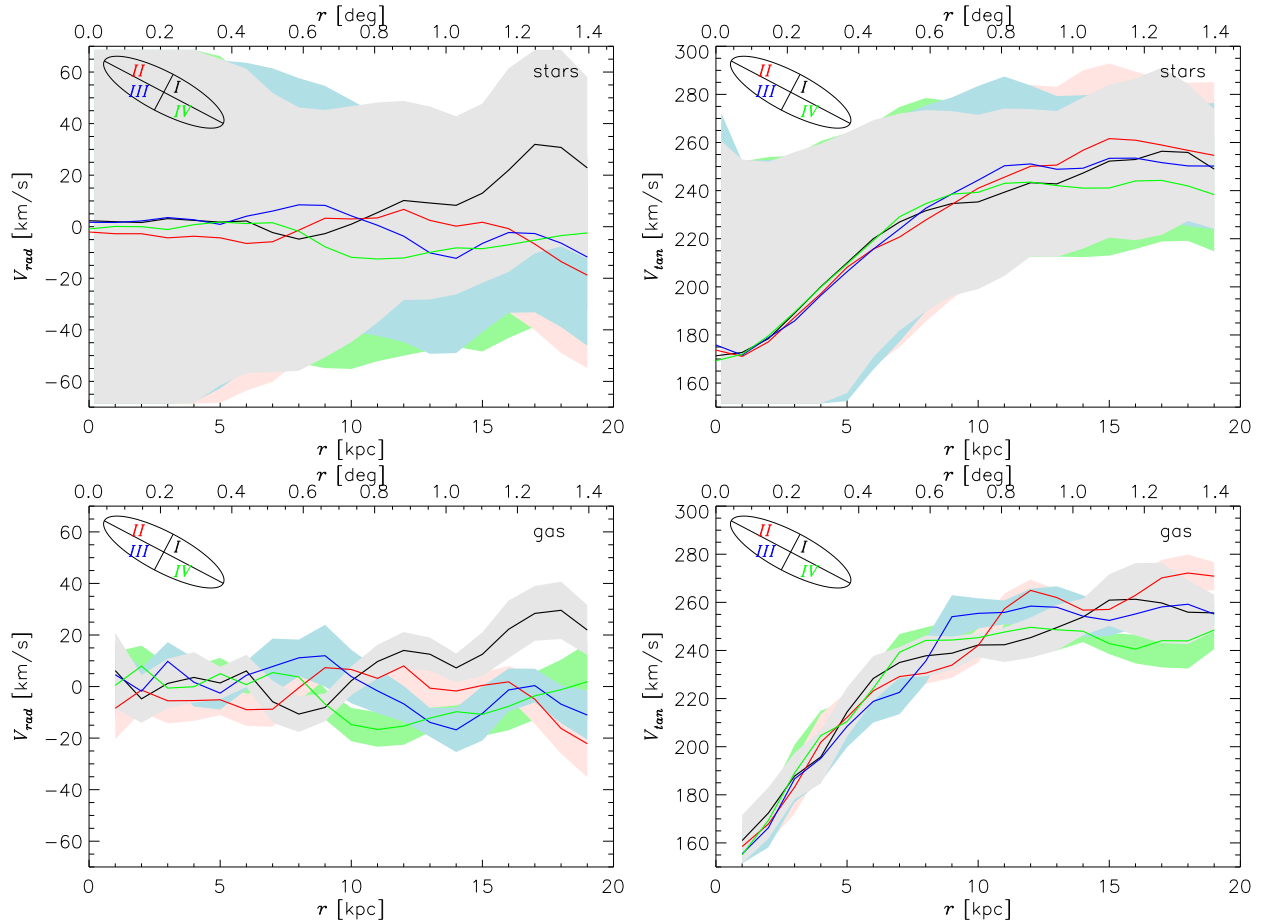 r [deg]
0.0 0.2 0.4 0.6 0.8 1.0 1.2 1.4
60
40
20
0
−20
−40
−60
V_rad [km/s]
II
I
III
IV
stars
0 5 10 15 20
r [kpc]
r [deg]
0.0 0.2 0.4 0.6 0.8 1.0 1.2 1.4
300
280
260
240
220
200
180
160
V_tan [km/s]
II
I
III
IV
stars
0 5 10 15 20
r [kpc]
r [deg]
0.0 0.2 0.4 0.6 0.8 1.0 1.2 1.4
60
40
20
0
−20
−40
−60
V_rad [km/s]
II
I
III
IV
gas
0 5 10 15 20
r [kpc]
r [deg]
0.0 0.2 0.4 0.6 0.8 1.0 1.2 1.4
300
280
260
240
220
200
180
160
V_tan [km/s]
II
I
III
IV
gas
0 5 10 15 20
r [kpc]